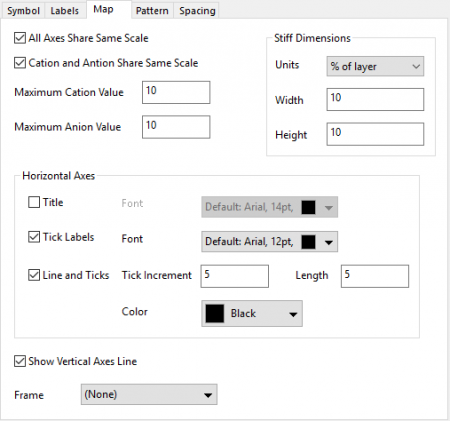 Symbol Labels Map Pattern Spacing
All Axes Share Same Scale
Cation and Antion Share Same Scale
Maximum Cation Value 10
Maximum Anion Value 10
Stiff Dimensions
Units % of layer
Width 10
Height 10
Horizontal Axes
Title Font Default: Arial, 14pt,
Tick Labels Font Default: Arial, 12pt,
Line and Ticks Tick Increment 5 Length 5
Color Black
Show Vertical Axes Line
Frame (None)